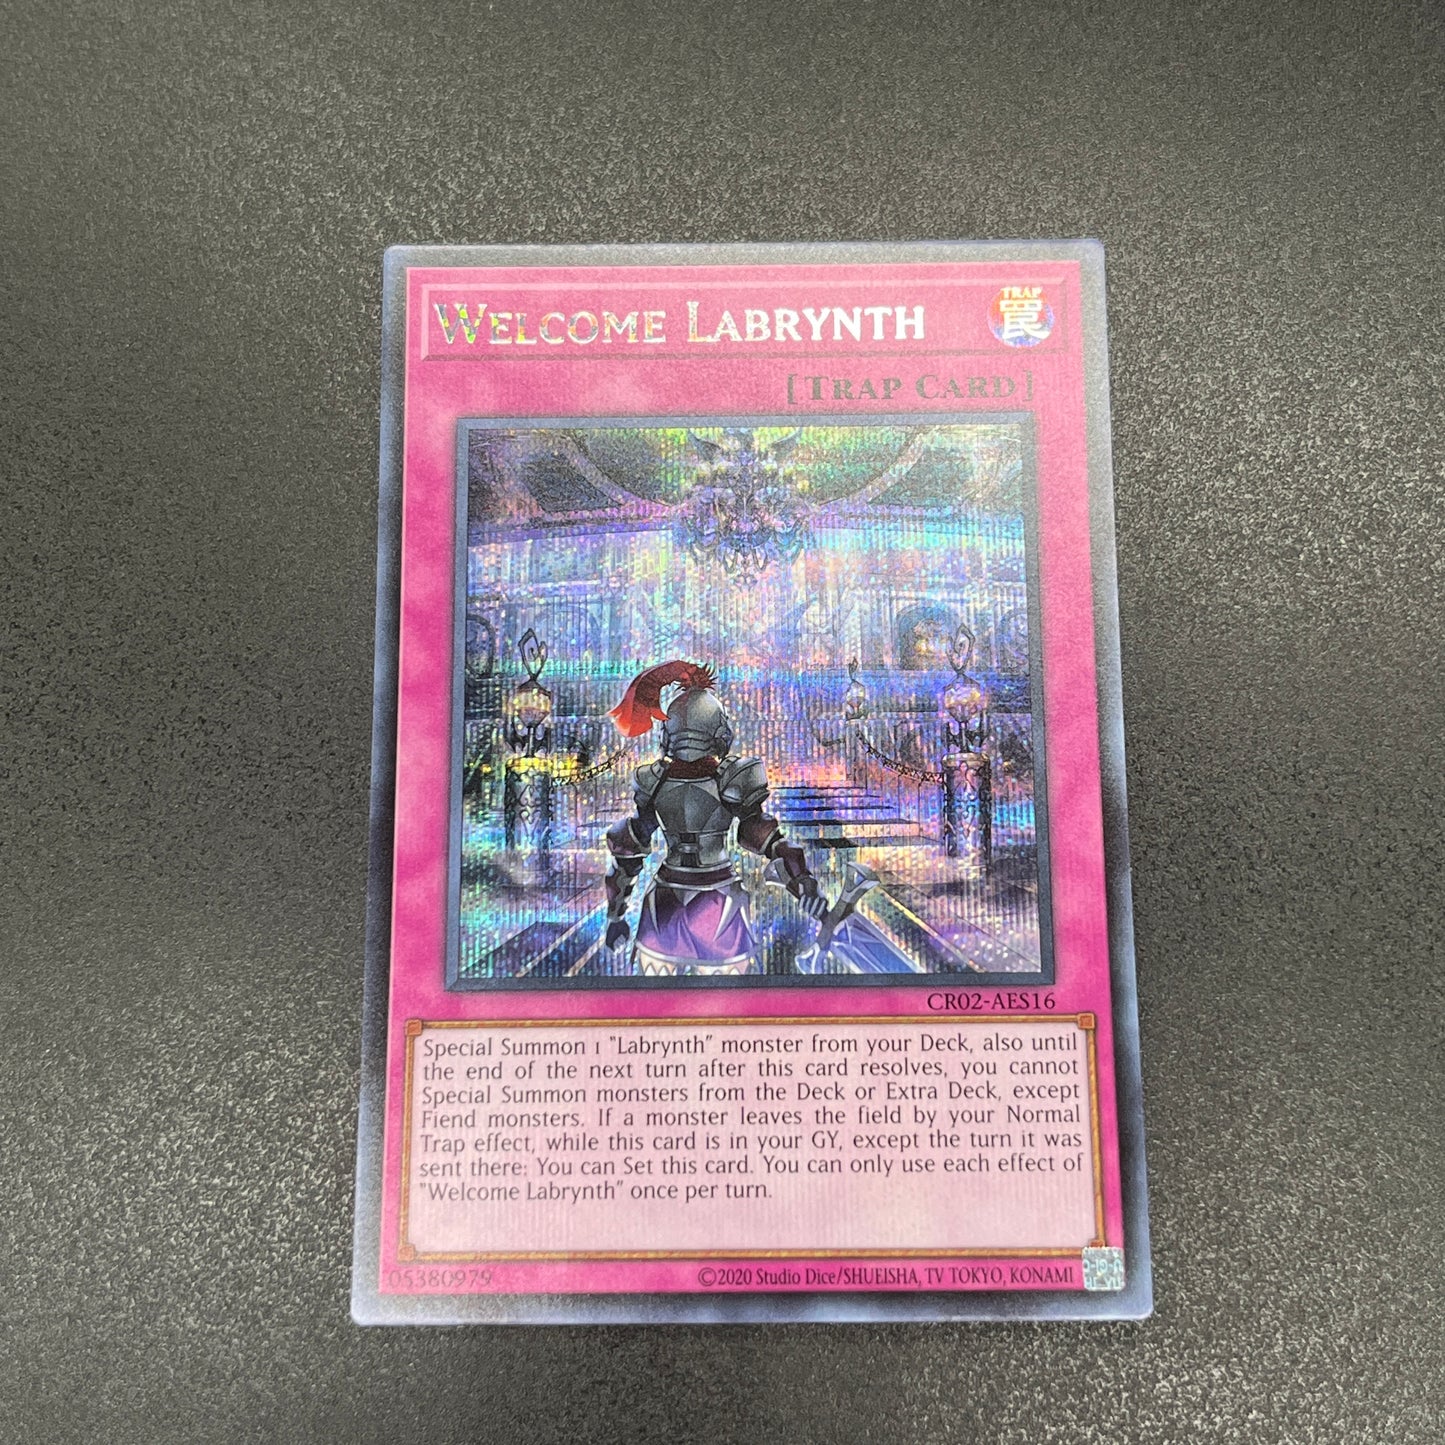 WELCOME LABRYNTH
TRAP
罠
[TRAP CARD]
CR02-AES16
Special Summon 1 "Labrynth" monster from your Deck, also until
the end of the next turn after this card resolves, you cannot
Special Summon monsters from the Deck or Extra Deck, except
Fiend monsters. If a monster leaves the field by your Normal
Trap effect, while this card is in your GY, except the turn it was
sent there: You can Set this card. You can only use each effect of
"Welcome Labrynth" once per turn.
05380979
©2020 Studio Dice/SHUEISHA, TV TOKYO, KONAMI